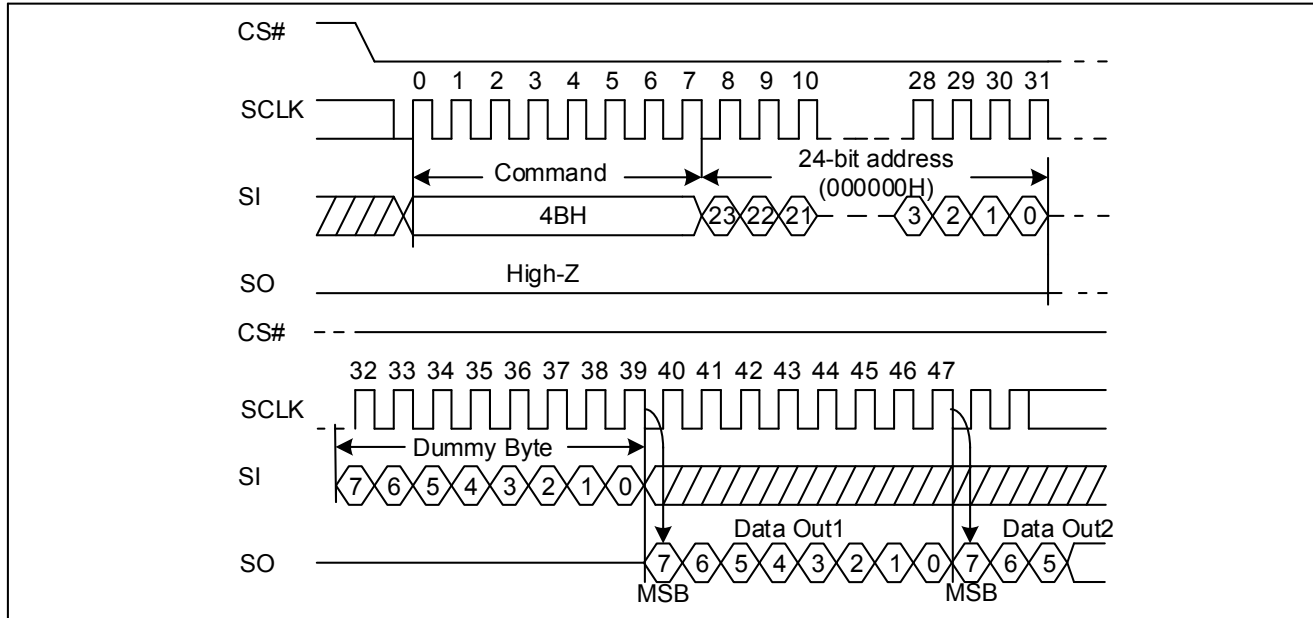 CS#
0 1 2 3 4 5 6 7 8 9 10 28 29 30 31
SCLK
Command
24-bit address
(000000H)
SI
4BH
23 22 21 3 2 1 0
High-Z
SO
CS#
32 33 34 35 36 37 38 39 40 41 42 43 44 45 46 47
SCLK
Dummy Byte
SI
7 6 5 4 3 2 1 0
Data Out1 Data Out2
SO
7 6 5 4 3 2 1 0 7 6 5
MSB MSB